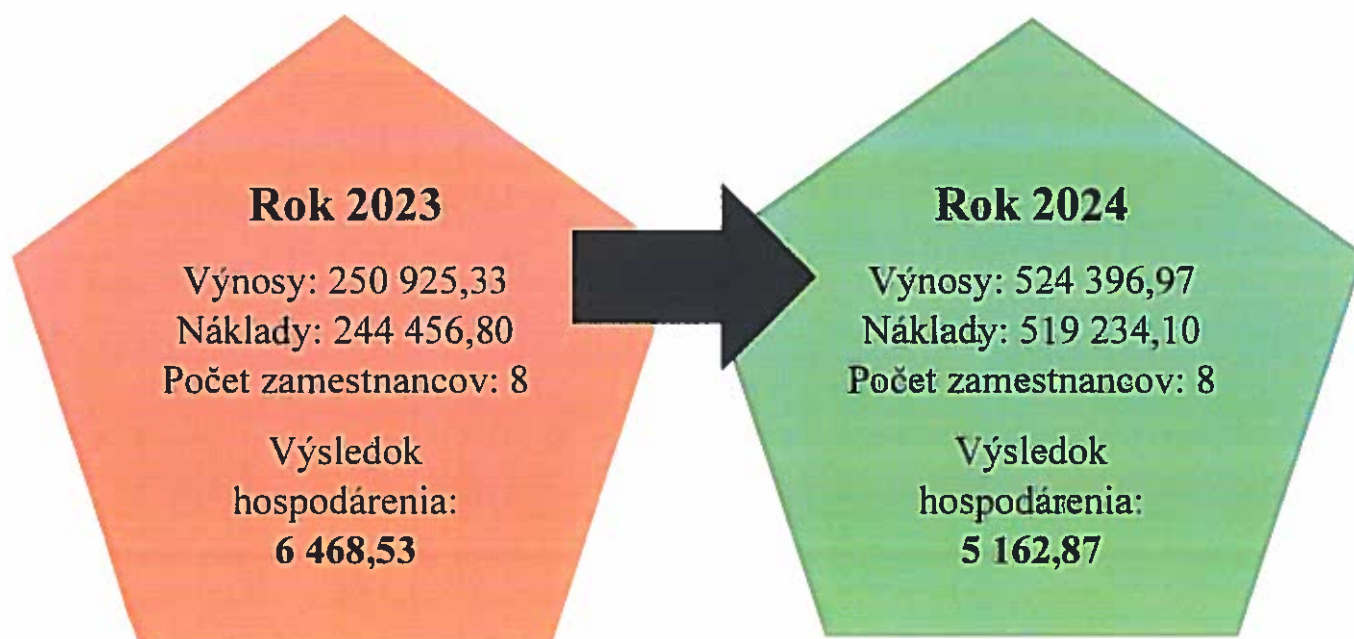 Rok 2023
Výnosy: 250 925,33
Náklady: 244 456,80
Počet zamestnancov: 8
Výsledok
hospodárenia:
6 468,53
Rok 2024
Výnosy: 524 396,97
Náklady: 519 234,10
Počet zamestnancov: 8
Výsledok
hospodárenia:
5 162,87